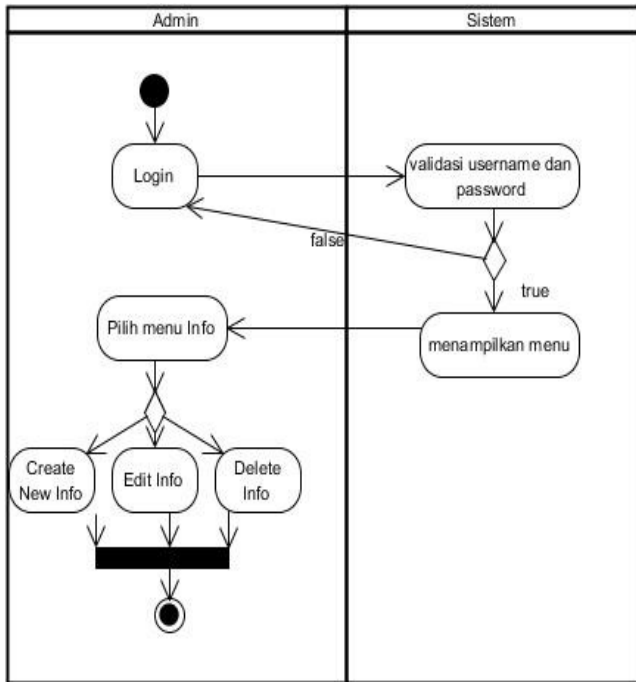 Admin
Sistem
Login
validasi username dan
password
false
true
Pilih menu Info
menampilkan menu
Create
New Info
Edit Info
Delete
Info